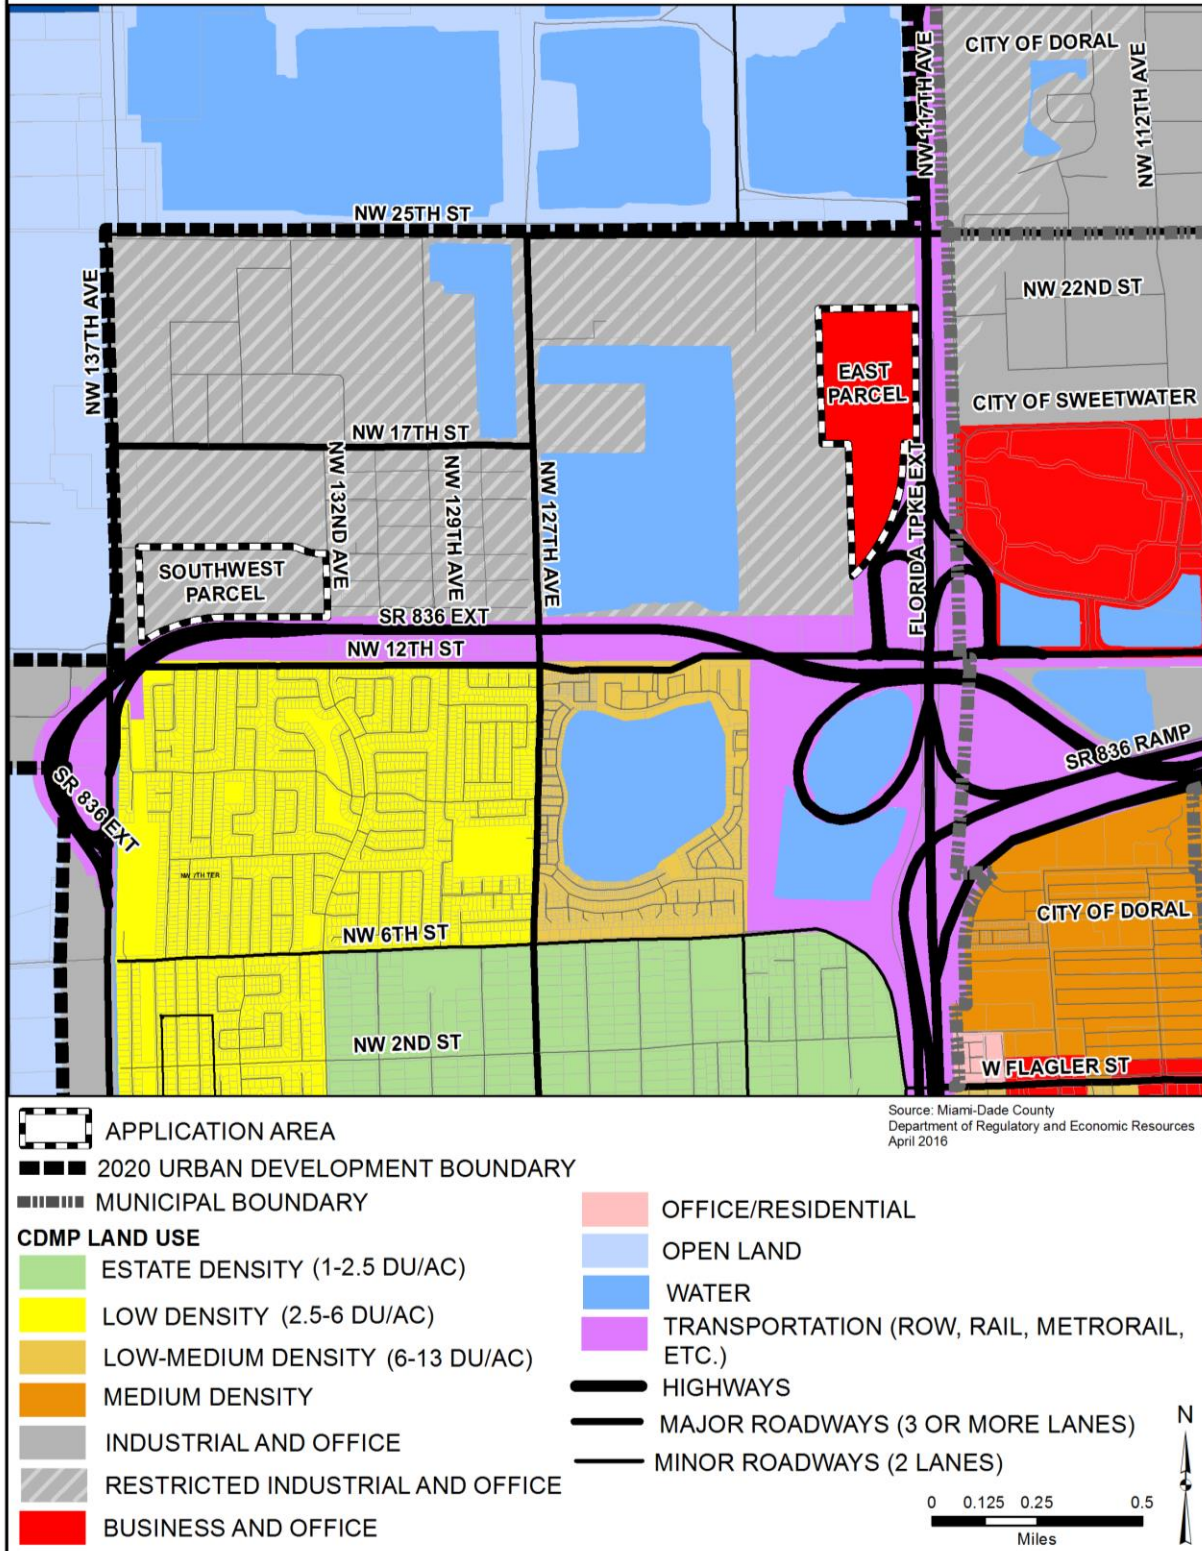 CITY OF DORAL
NW 117TH AVE
NW 112TH AVE
NW 25TH ST
NW 137TH AVE
NW 22ND ST
EAST
PARCEL
CITY OF SWEETWATER
NW 17TH ST
NW 132ND AVE
NW 129TH AVE
NW 127TH AVE
FLORIDA TPKE EXT
SOUTHWEST
PARCEL
SR 836 EXT
NW 12TH ST
SR 836 RAMP
SR 836 EXT
NW 7TH TER
CITY OF DORAL
NW 6TH ST
NW 2ND ST
W FLAGLER ST
Source: Miami-Dade County
Department of Regulatory and Economic Resources
April 2016
APPLICATION AREA
2020 URBAN DEVELOPMENT BOUNDARY
MUNICIPAL BOUNDARY
CDMP LAND USE
ESTATE DENSITY (1-2.5 DU/AC)
LOW DENSITY (2.5-6 DU/AC)
LOW-MEDIUM DENSITY (6-13 DU/AC)
MEDIUM DENSITY
INDUSTRIAL AND OFFICE
RESTRICTED INDUSTRIAL AND OFFICE
BUSINESS AND OFFICE
OFFICE/RESIDENTIAL
OPEN LAND
WATER
TRANSPORTATION (ROW, RAIL, METRORAIL,
ETC.)
HIGHWAYS
MAJOR ROADWAYS (3 OR MORE LANES)
MINOR ROADWAYS (2 LANES)
N
0 0.125 0.25 0.5
Miles